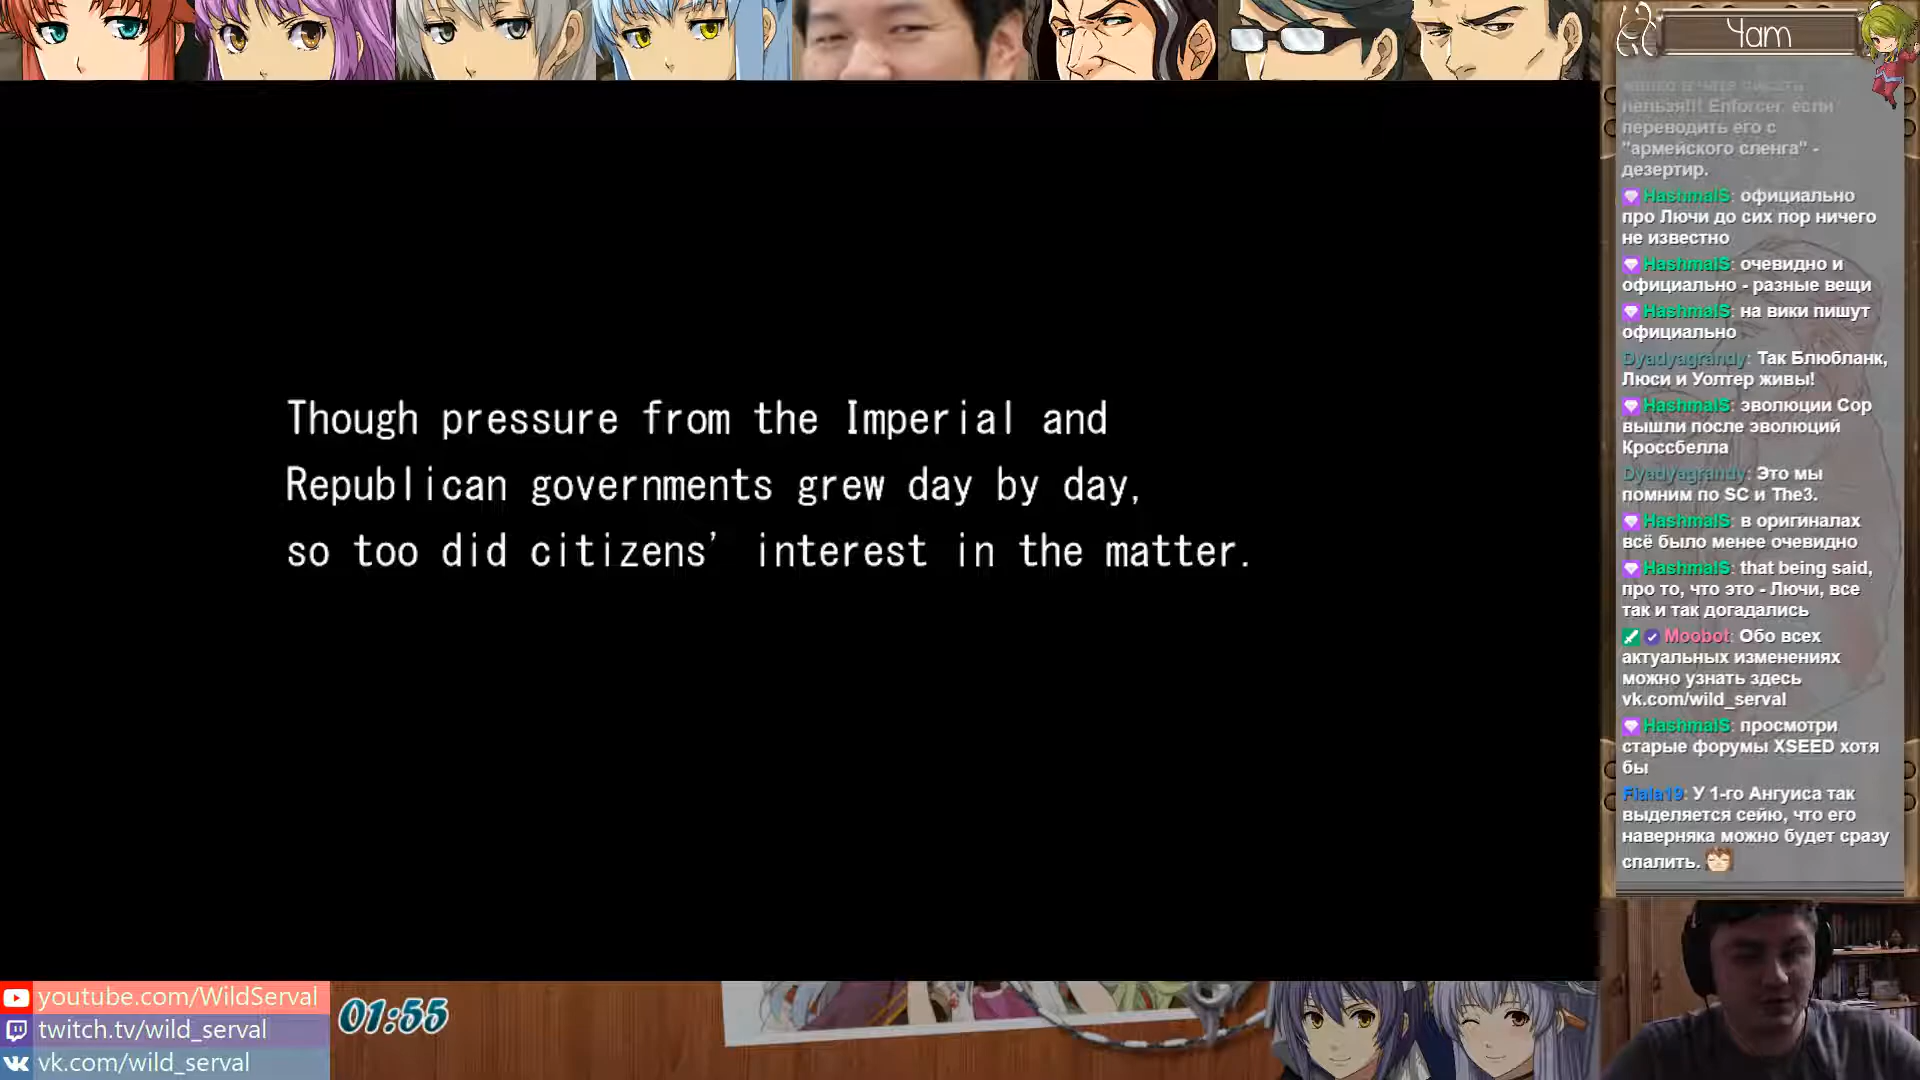 Чат
нельзя!!! Enforcer, если
переводить его с
"армейского сленга" -
дезертир.
HashmalS: официально
про Лючи до сих пор ничего
не известно
HashmalS: очевидно и
официально - разные вещи
HashmalS: на вики пишут
официально
Dyadyagrandy: Так Блюбланк,
Люси и Уолтер живы!
HashmalS: эволюции Сор
вышли после эволюций
Кроссбелла
Dyadyagrandy: Это мы
помним по SC и The3.
HashmalS: в оригиналах
всё было менее очевидно
HashmalS: that being said,
про то, что это - Лючи, все
так и так догадались
Moobot: Обо всех
актуальных изменениях
можно узнать здесь
vk.com/wild_serval
HashmalS: просмотри
старые форумы XSEED хотя
бы
Fiala19: У 1-го Ангуиса так
выделяется сейю, что его
наверняка можно будет сразу
спалить.
Though pressure from the Imperial and
Republican governments grew day by day,
so too did citizens' interest in the matter.
youtube.com/WildServal
twitch.tv/wild_serval
vk.com/wild_serval
01:55